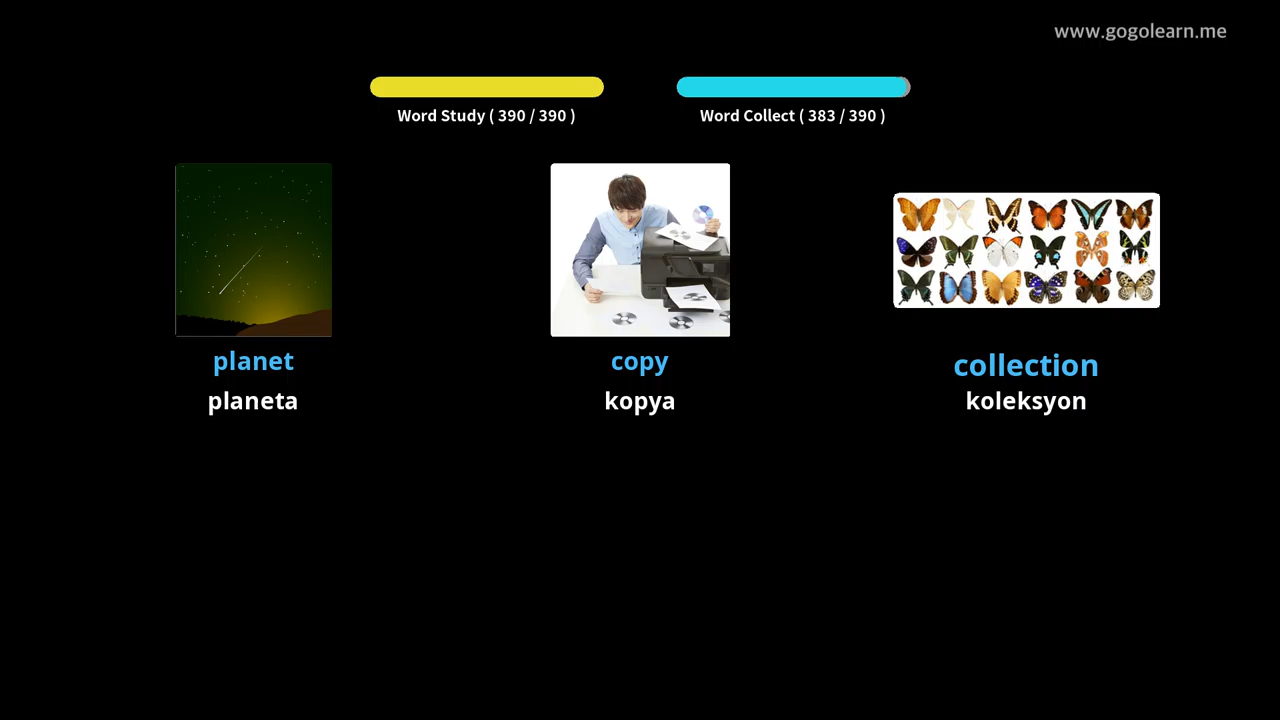 www.gogolearn.me
Word Study ( 390 / 390 )
Word Collect ( 383 / 390 )
planet
planeta
copy
kopya
collection
koleksyon